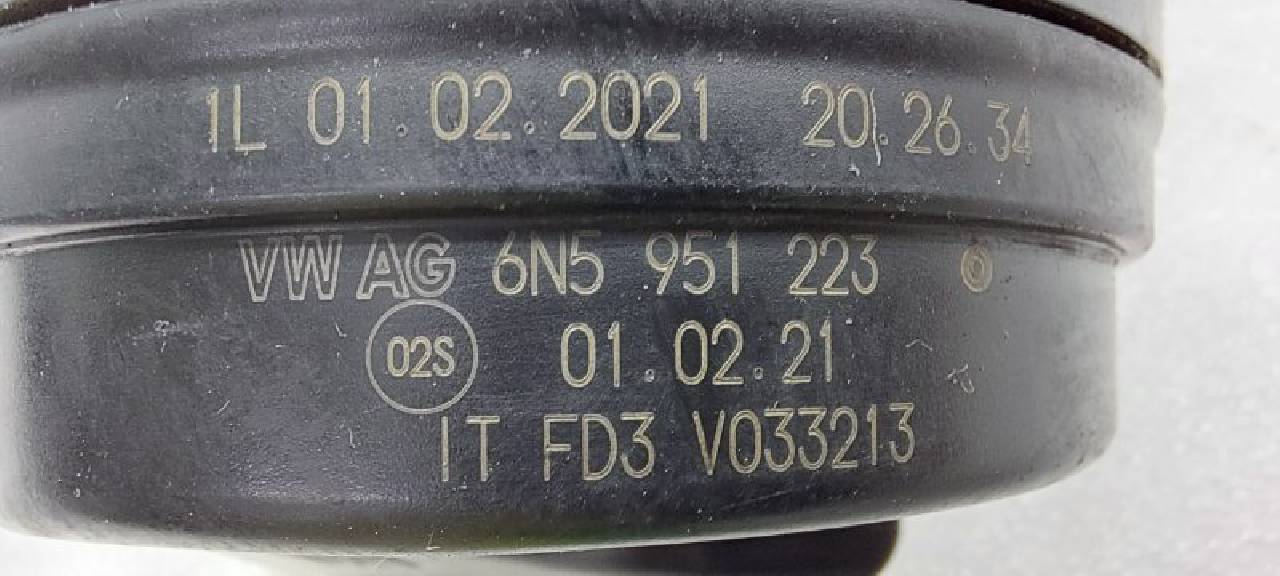 1L 01.02.2021 20.26.34
VW AG 6N5 951 223
02S 01.02.21
IT FD3 V033213